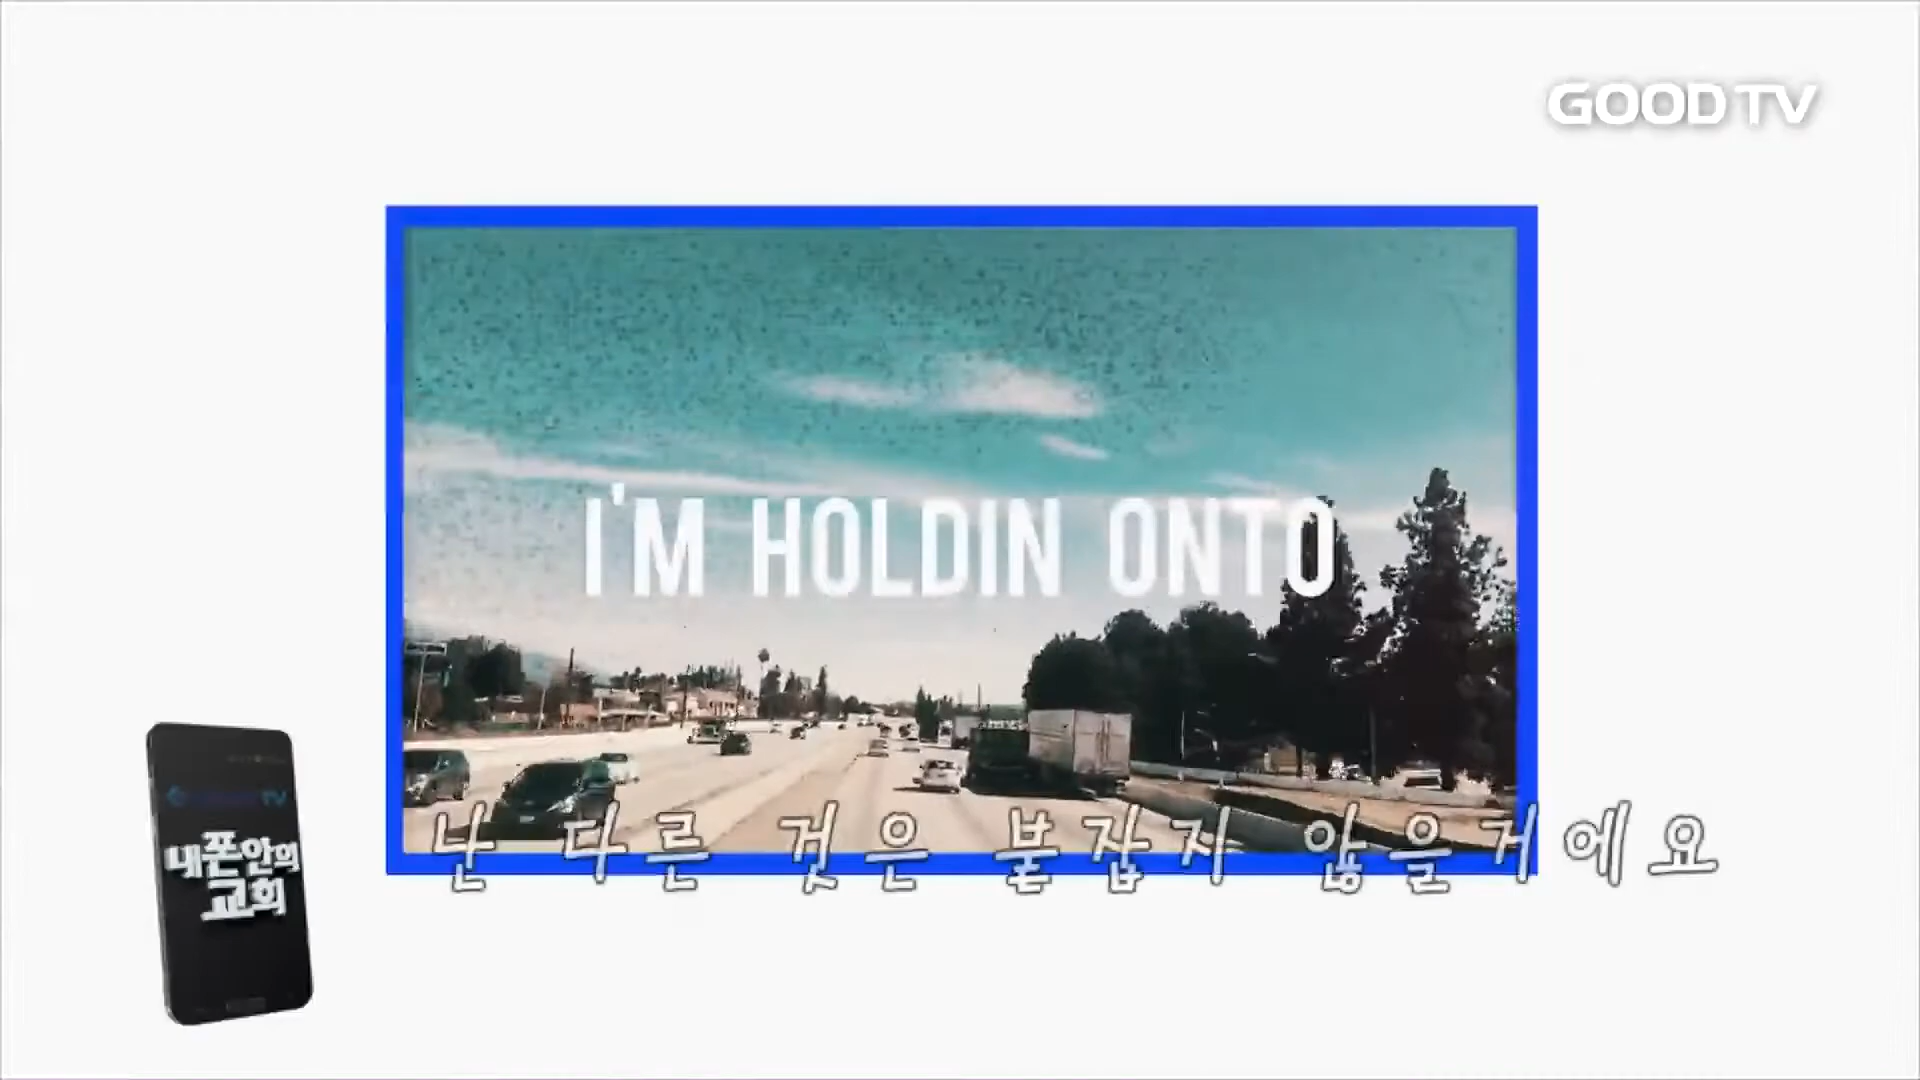 GOOD TV
I'M HOLDIN ONTO
난 다른 것은 붙잡지 않을거에요
TV
내폰안의
교회